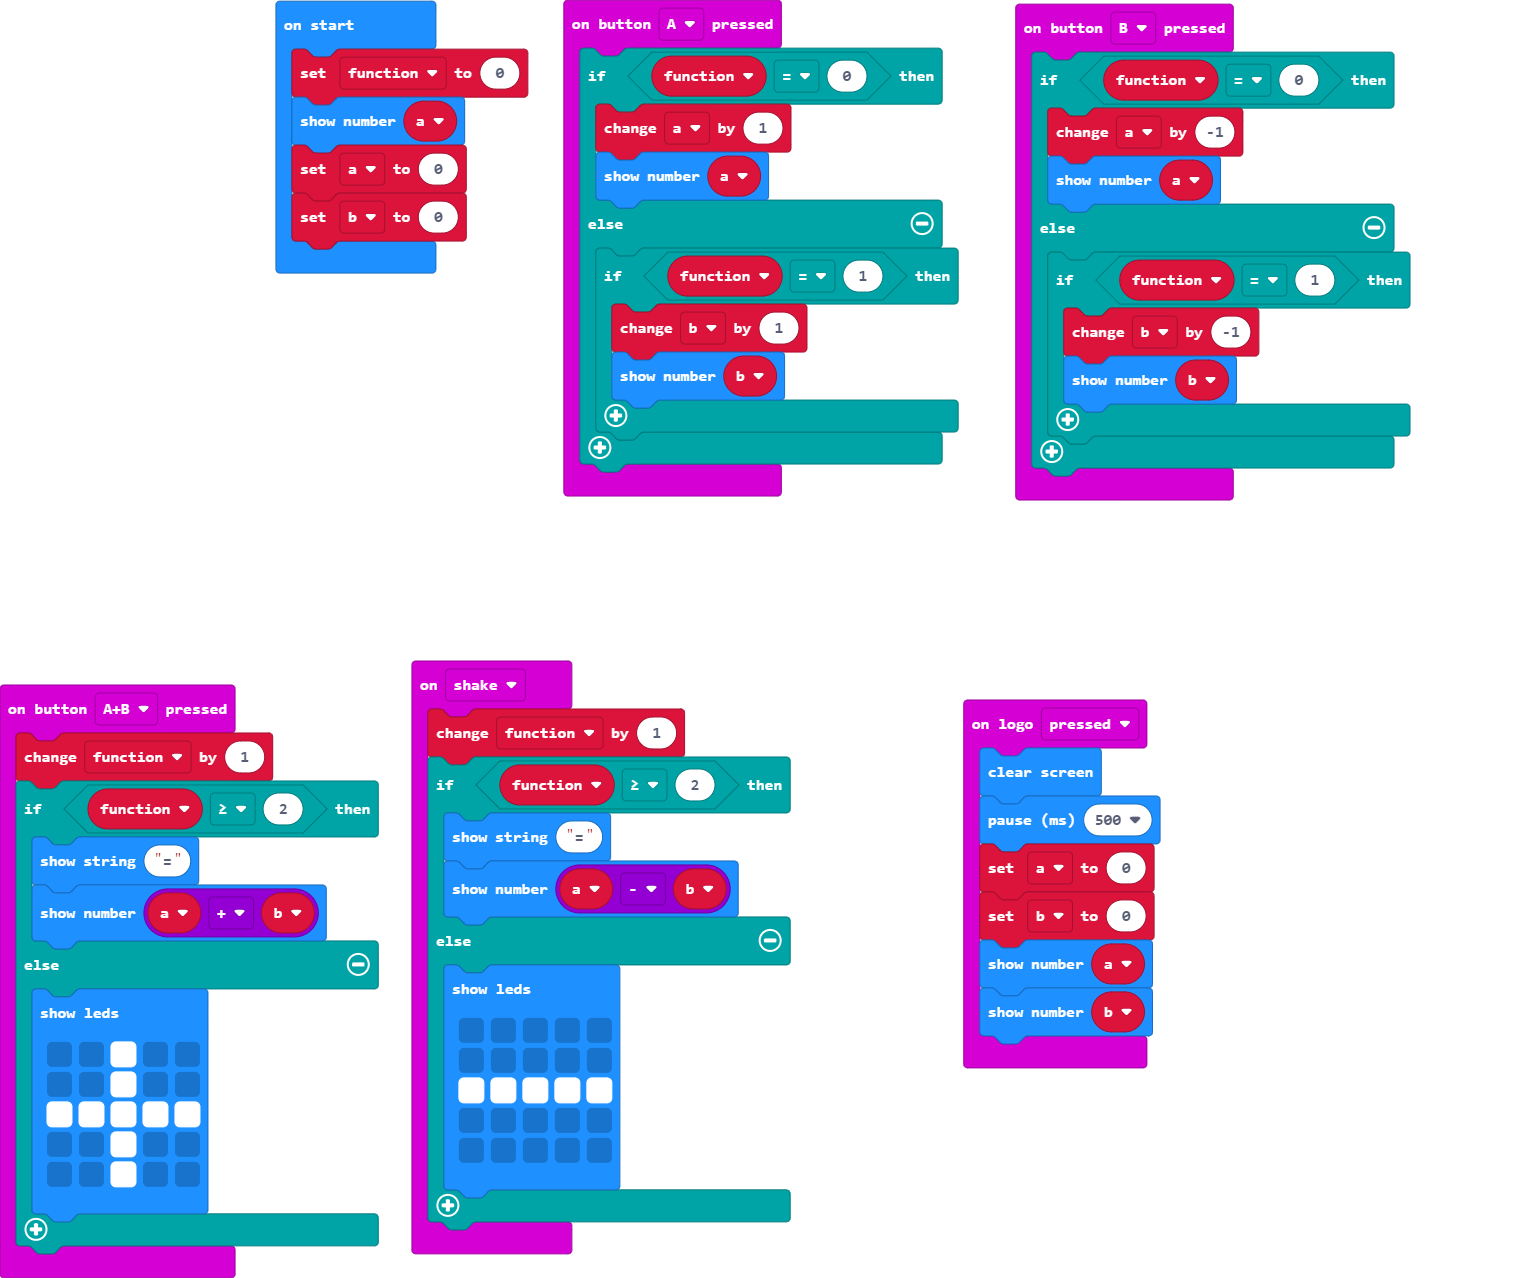 on start
set function to 0
show number a
set a to 0
set b to 0
on button A pressed
if function = 0 then
change a by 1
show number a
else
if function = 1 then
change b by 1
show number b
on button B pressed
if function = 0 then
change a by -1
show number a
else
if function = 1 then
change b by -1
show number b
on button A+B pressed
change function by 1
if function ≥ 2 then
show string "="
show number a + b
else
show leds
on shake
change function by 1
if function ≥ 2 then
show string "="
show number a - b
else
show leds
on logo pressed
clear screen
pause (ms) 500
set a to 0
set b to 0
show number a
show number b